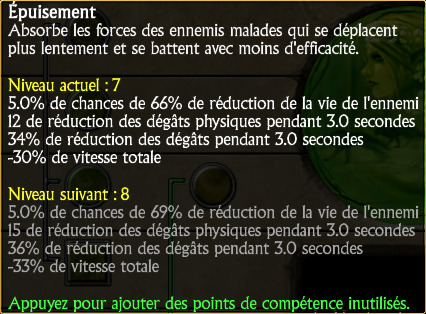 Épuisement
Absorbe les forces des ennemis malades qui se déplacent
plus lentement et se battent avec moins d'efficacité.
Niveau actuel : 7
5.0% de chances de 66% de réduction de la vie de l'ennemi
12 de réduction des dégâts physiques pendant 3.0 secondes
34% de réduction des dégâts pendant 3.0 secondes
-30% de vitesse totale
Niveau suivant : 8
5.0% de chances de 69% de réduction de la vie de l'ennemi
15 de réduction des dégâts physiques pendant 3.0 secondes
36% de réduction des dégâts pendant 3.0 secondes
-33% de vitesse totale
Appuyez pour ajouter des points de compétence inutilisés.